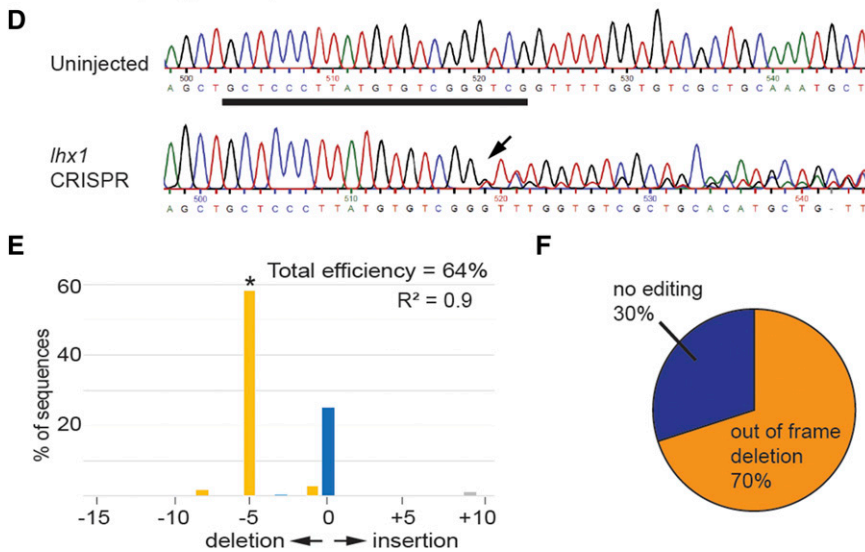 D
Uninjected
500 510 520 530 540
A G C T G C T C C C T T A T G T G T C G G G T C G G T T T T G G T G T C G C T G C A A A T G C T
lhx1
CRISPR
500 510 520 530 540
A G C T G C T C C C T T A T G T G T C G G G T T T G G T G T C G C T G C A C A T G C T G - T T
E
Total efficiency = 64%
R² = 0.9
*
% of sequences
60
40
20
-15 -10 -5 0 +5 +10
deletion insertion
F
no editing
30%
out of frame
deletion
70%